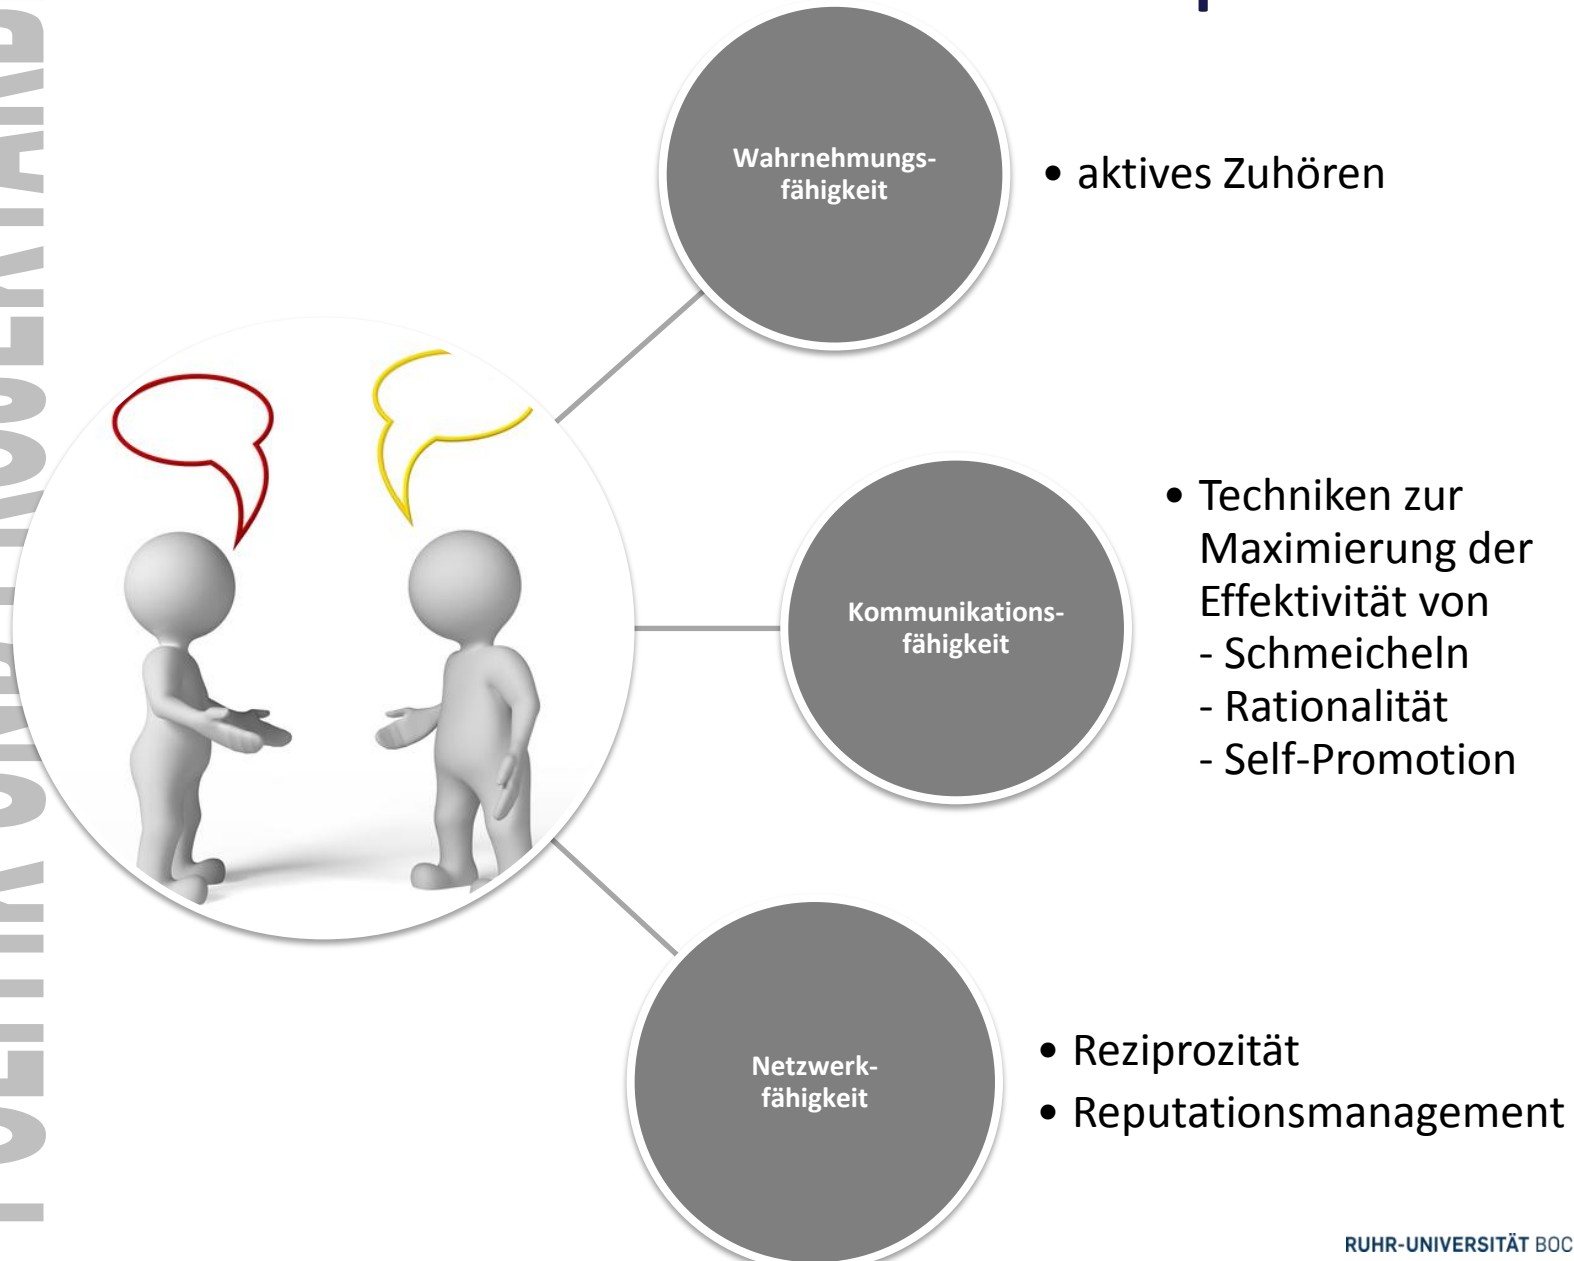 Wahrnehmungs-
fähigkeit
• aktives Zuhören
Kommunikations-
fähigkeit
• Techniken zur
Maximierung der
Effektivität von
- Schmeicheln
- Rationalität
- Self-Promotion
Netzwerk-
fähigkeit
• Reziprozität
• Reputationsmanagement
RUHR-UNIVERSITÄT BOC